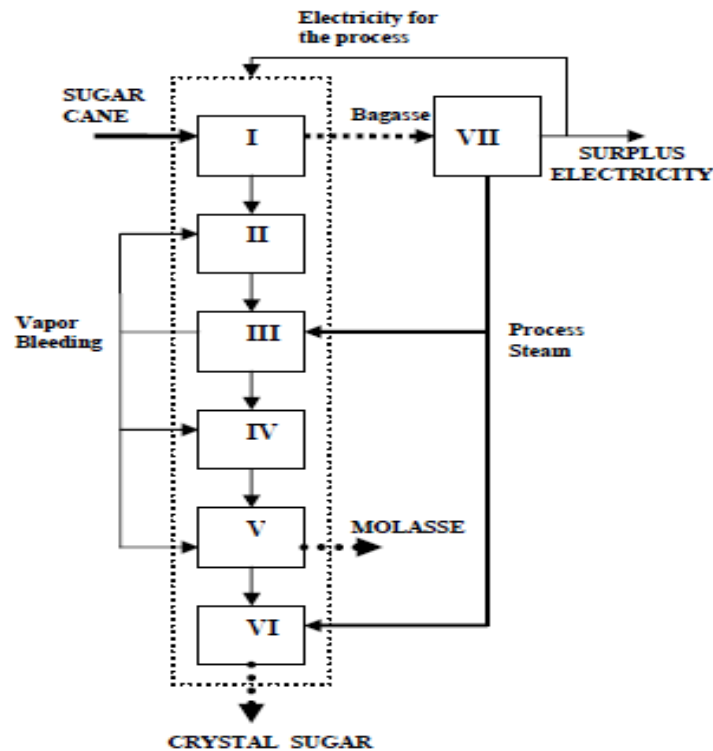 Electricity for
the process
SUGAR
CANE
I
Bagasse
VII
SURPLUS
ELECTRICITY
II
Vapor
Bleeding
III
Process
Steam
IV
V
MOLASSE
VI
CRYSTAL SUGAR